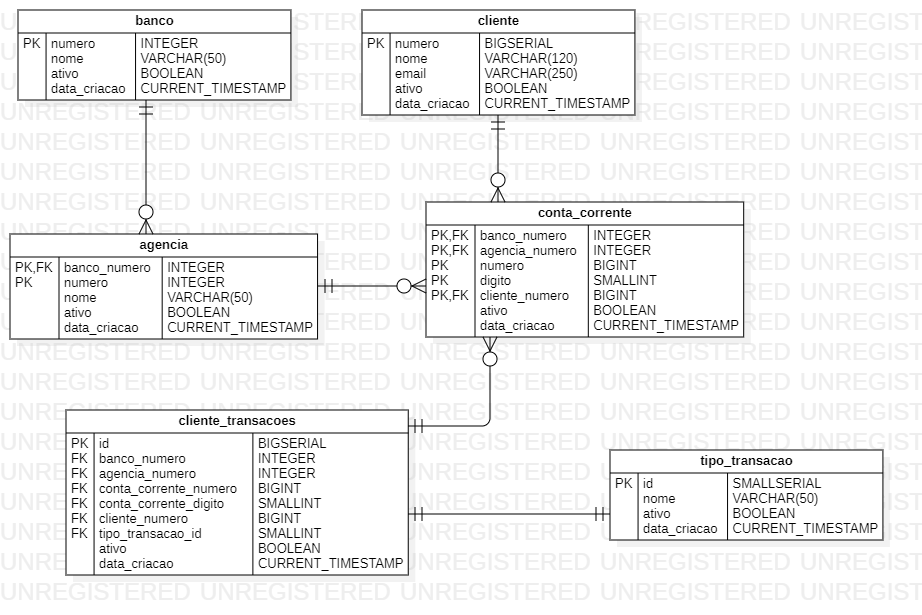 banco
PK numero INTEGER
nome VARCHAR(50)
ativo BOOLEAN
data_criacao CURRENT_TIMESTAMP
cliente
PK numero BIGSERIAL
nome VARCHAR(120)
email VARCHAR(250)
ativo BOOLEAN
data_criacao CURRENT_TIMESTAMP
agencia
PK,FK banco_numero INTEGER
PK numero INTEGER
nome VARCHAR(50)
ativo BOOLEAN
data_criacao CURRENT_TIMESTAMP
conta_corrente
PK,FK banco_numero INTEGER
PK,FK agencia_numero INTEGER
PK numero BIGINT
PK digito SMALLINT
PK,FK cliente_numero BIGINT
ativo BOOLEAN
data_criacao CURRENT_TIMESTAMP
cliente_transacoes
PK id BIGSERIAL
FK banco_numero INTEGER
FK agencia_numero INTEGER
FK conta_corrente_numero BIGINT
FK conta_corrente_digito SMALLINT
FK cliente_numero BIGINT
FK tipo_transacao_id SMALLINT
ativo BOOLEAN
data_criacao CURRENT_TIMESTAMP
tipo_transacao
PK id SMALLSERIAL
nome VARCHAR(50)
ativo BOOLEAN
data_criacao CURRENT_TIMESTAMP
UNREGISTERED